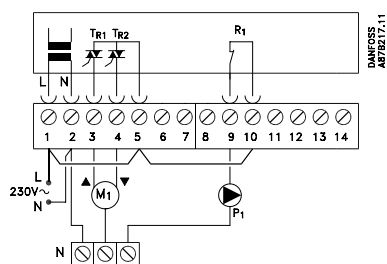 TR1 TR2 R1
L N
DANFOSS
A87B217.11
1 2 3 4 5 6 7 8 9 10 11 12 13 14
L
230V~
N
M1
P1
N